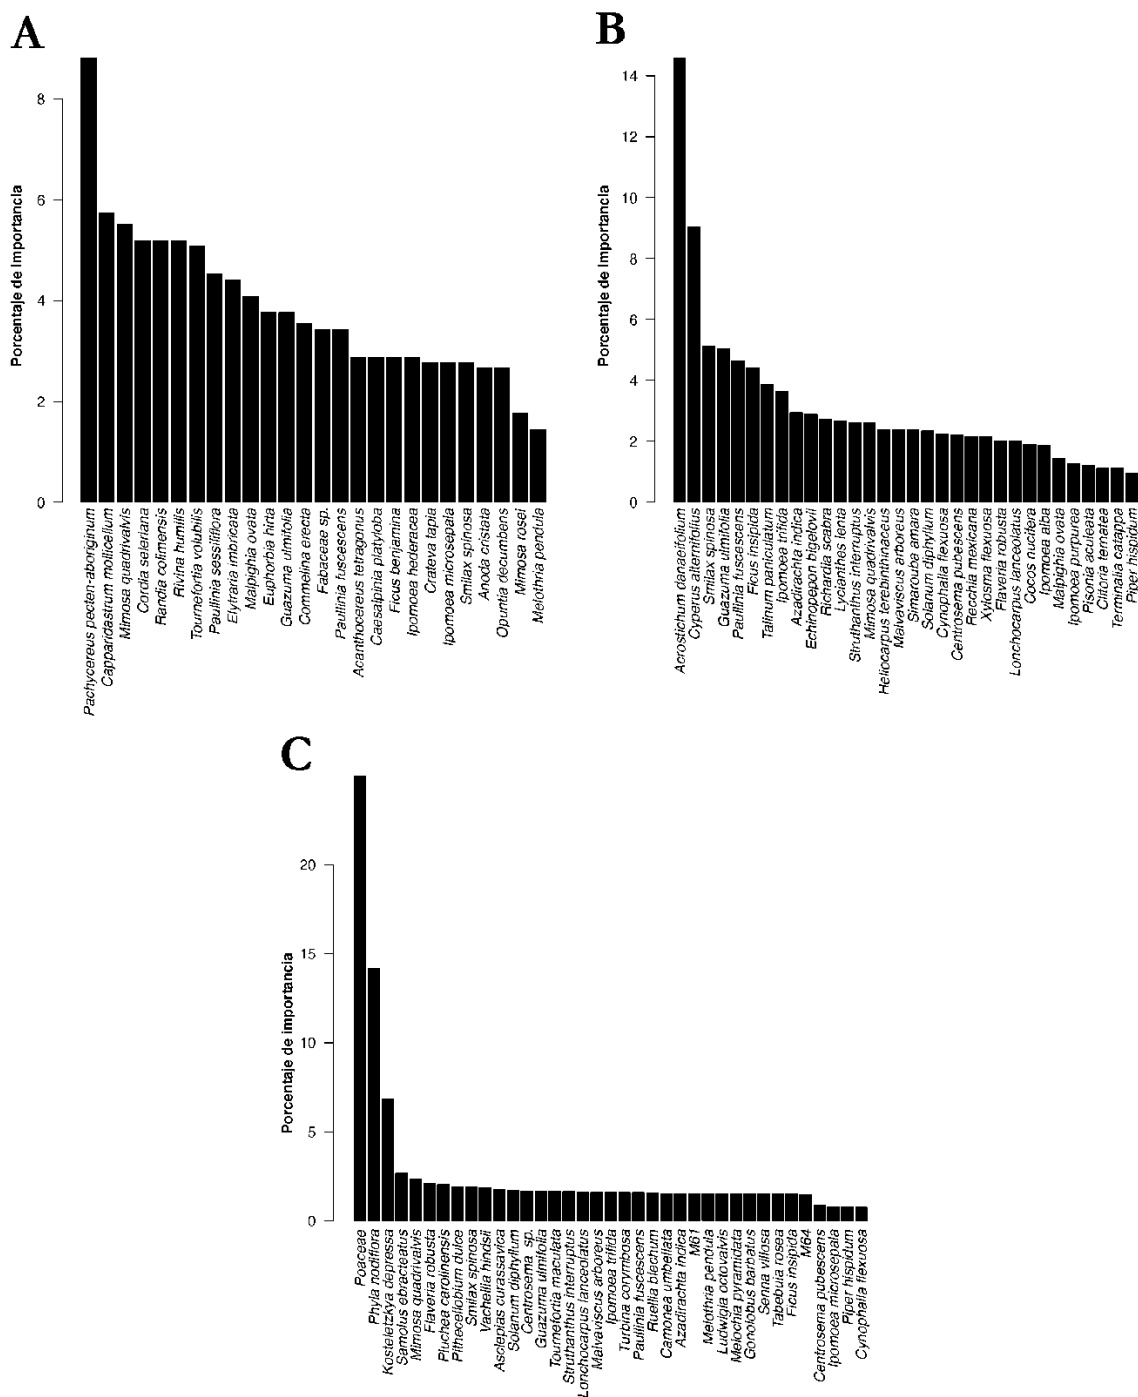 A
Porcentaje de Importancia
8
6
4
2
0
Pachycereus pecten-aboriginum
Capparidastrum mollicellum
Mimosa quadrivalvis
Cordia seleriana
Randia colimensis
Rivina humilis
Tournefortia volubilis
Paullinia sessiliflora
Elytraria imbricata
Malpighia ovata
Euphorbia hirta
Guazuma ulmifolia
Commelina erecta
Fabaceae sp.
Paullinia fuscescens
Acanthocereus tetragonus
Caesalpinia platyloba
Ficus benjamina
Ipomoea hederacea
Crateva tapia
Ipomoea microsepala
Smilax spinosa
Anoda cristata
Opuntia decumbens
Mimosa rosei
Melothria pendula
B
Porcentaje de Importancia
14
12
10
8
6
4
2
0
Acrostichum danaeifolium
Cyperus alternifolius
Smilax spinosa
Guazuma ulmifolia
Paullinia fuscescens
Ficus insipida
Talinum paniculatum
Ipomoea trifida
Azadirachta indica
Echinopepon bigelovii
Richardia scabra
Lycianthes lenta
Struthanthus interruptus
Mimosa quadrivalvis
Heliocarpus terebinthinaceus
Malvaviscus arboreus
Simarouba amara
Solanum diphyllum
Cynophalla flexuosa
Centrosema pubescens
Recchia mexicana
Xylosma flexuosa
Flaveria robusta
Lonchocarpus lanceolatus
Cocos nucifera
Ipomoea alba
Malpighia ovata
Ipomoea purpurea
Pisonia aculeata
Clitoria ternatea
Terminalia catappa
Piper hispidum
C
Porcentaje de importancia
20
15
10
5
0
Poaceae
Phyla nodiflora
Kosteletzkya depressa
Samolus ebracteatus
Mimosa quadrivalvis
Flaveria robusta
Pluchea carolinensis
Pithecellobium dulce
Smilax spinosa
Vachellia hindsii
Asclepias curassavica
Solanum diphyllum
Centrosema sp.
Guazuma ulmifolia
Tournefortia maculata
Struthanthus interruptus
Lonchocarpus lanceolatus
Malvaviscus arboreus
Ipomoea trifida
Turbina corymbosa
Paullinia fuscescens
Ruellia blechum
Camonea umbellata
Azadirachta indica
M61
Melothria pendula
Ludwigia octovalvis
Melochia pyramidata
Gonolobus barbatus
Senna villosa
Tabebuia rosea
Ficus insipida
M64
Centrosema pubescens
Ipomoea microsepala
Piper hispidum
Cynophalla flexuosa